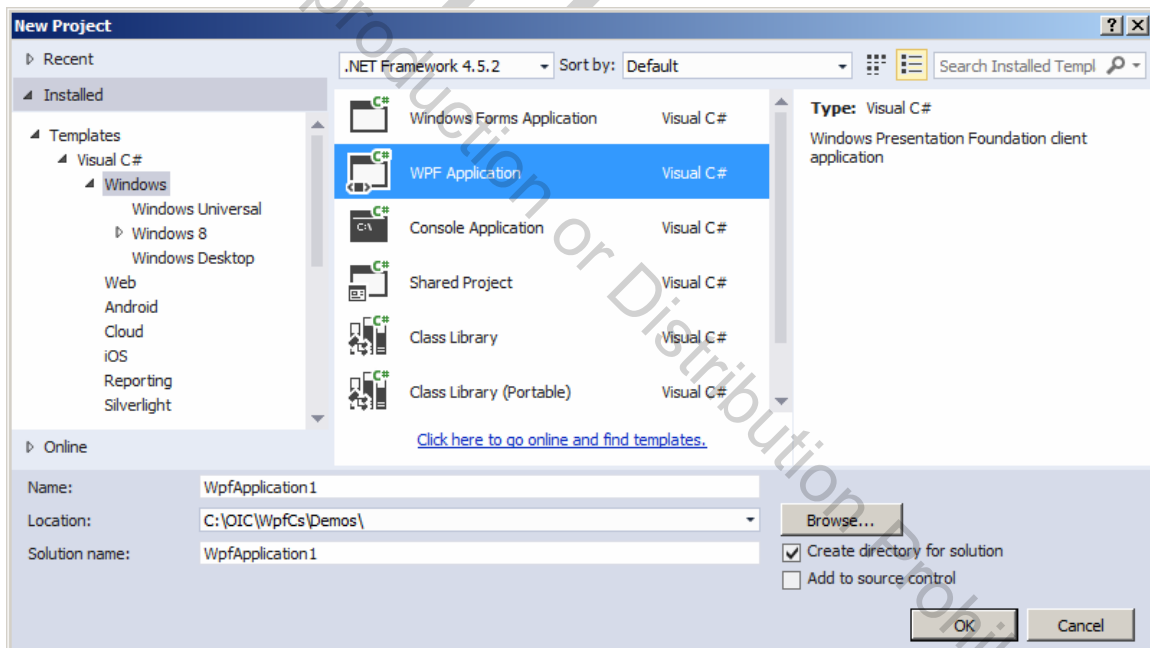 New Project
Recent
Installed
Templates
Visual C#
Windows
Windows Universal
Windows 8
Windows Desktop
Web
Android
Cloud
iOS
Reporting
Silverlight
Online
.NET Framework 4.5.2
Sort by: Default
Search Installed Templ
C# Windows Forms Application Visual C#
C# WPF Application Visual C#
C# C:\ Console Application Visual C#
C# Shared Project Visual C#
C# Class Library Visual C#
C# Class Library (Portable) Visual C#
Click here to go online and find templates.
Type: Visual C#
Windows Presentation Foundation client
application
Name: WpfApplication1
Location: C:\OIC\WpfCs\Demos\
Browse...
Solution name: WpfApplication1
Create directory for solution
Add to source control
OK Cancel
roduction or Distribution Prohi